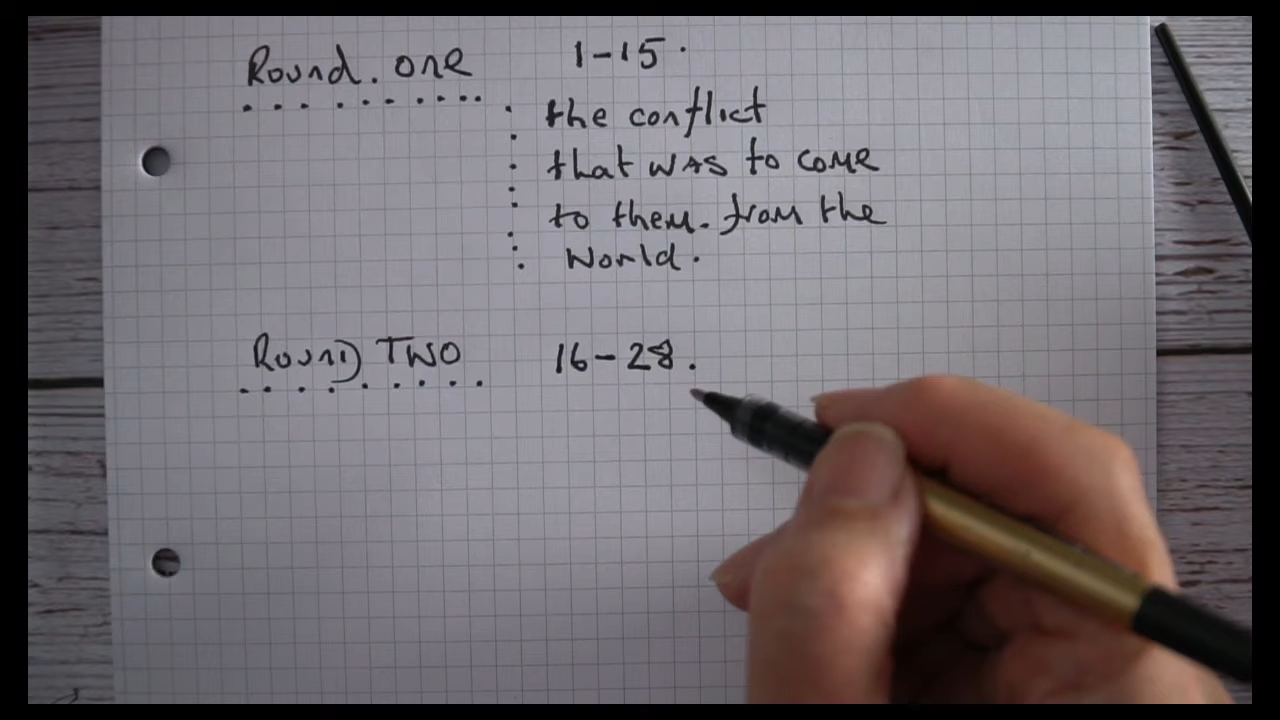 Round. one 1-15.
the conflict
that was to come
to them. from the
World.
Round TWO 16-28.